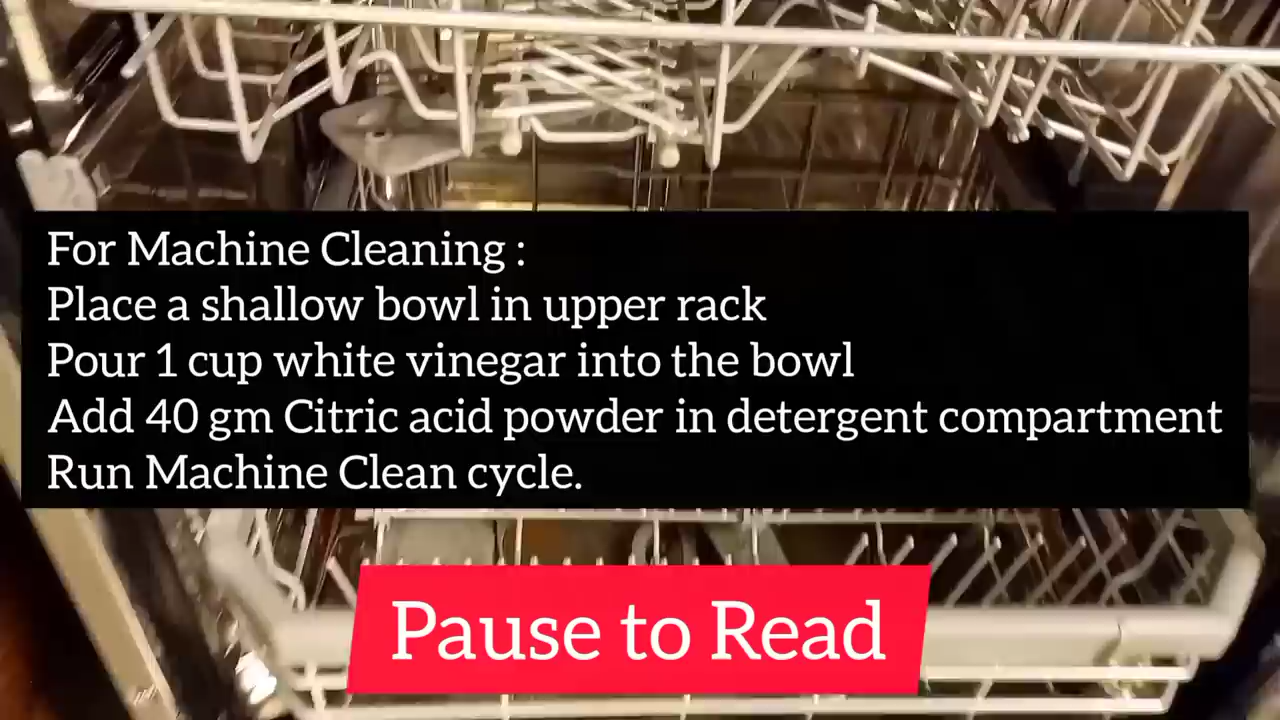 For Machine Cleaning :
Place a shallow bowl in upper rack
Pour 1 cup white vinegar into the bowl
Add 40 gm Citric acid powder in detergent compartment
Run Machine Clean cycle.
Pause to Read